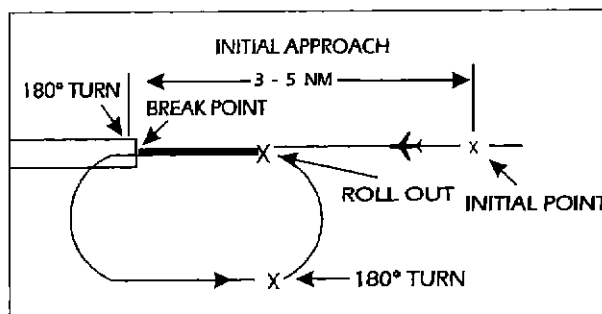 INITIAL APPROACH
3 - 5 NM
180° TURN
BREAK POINT
X
X
ROLL OUT
INITIAL POINT
X
180° TURN